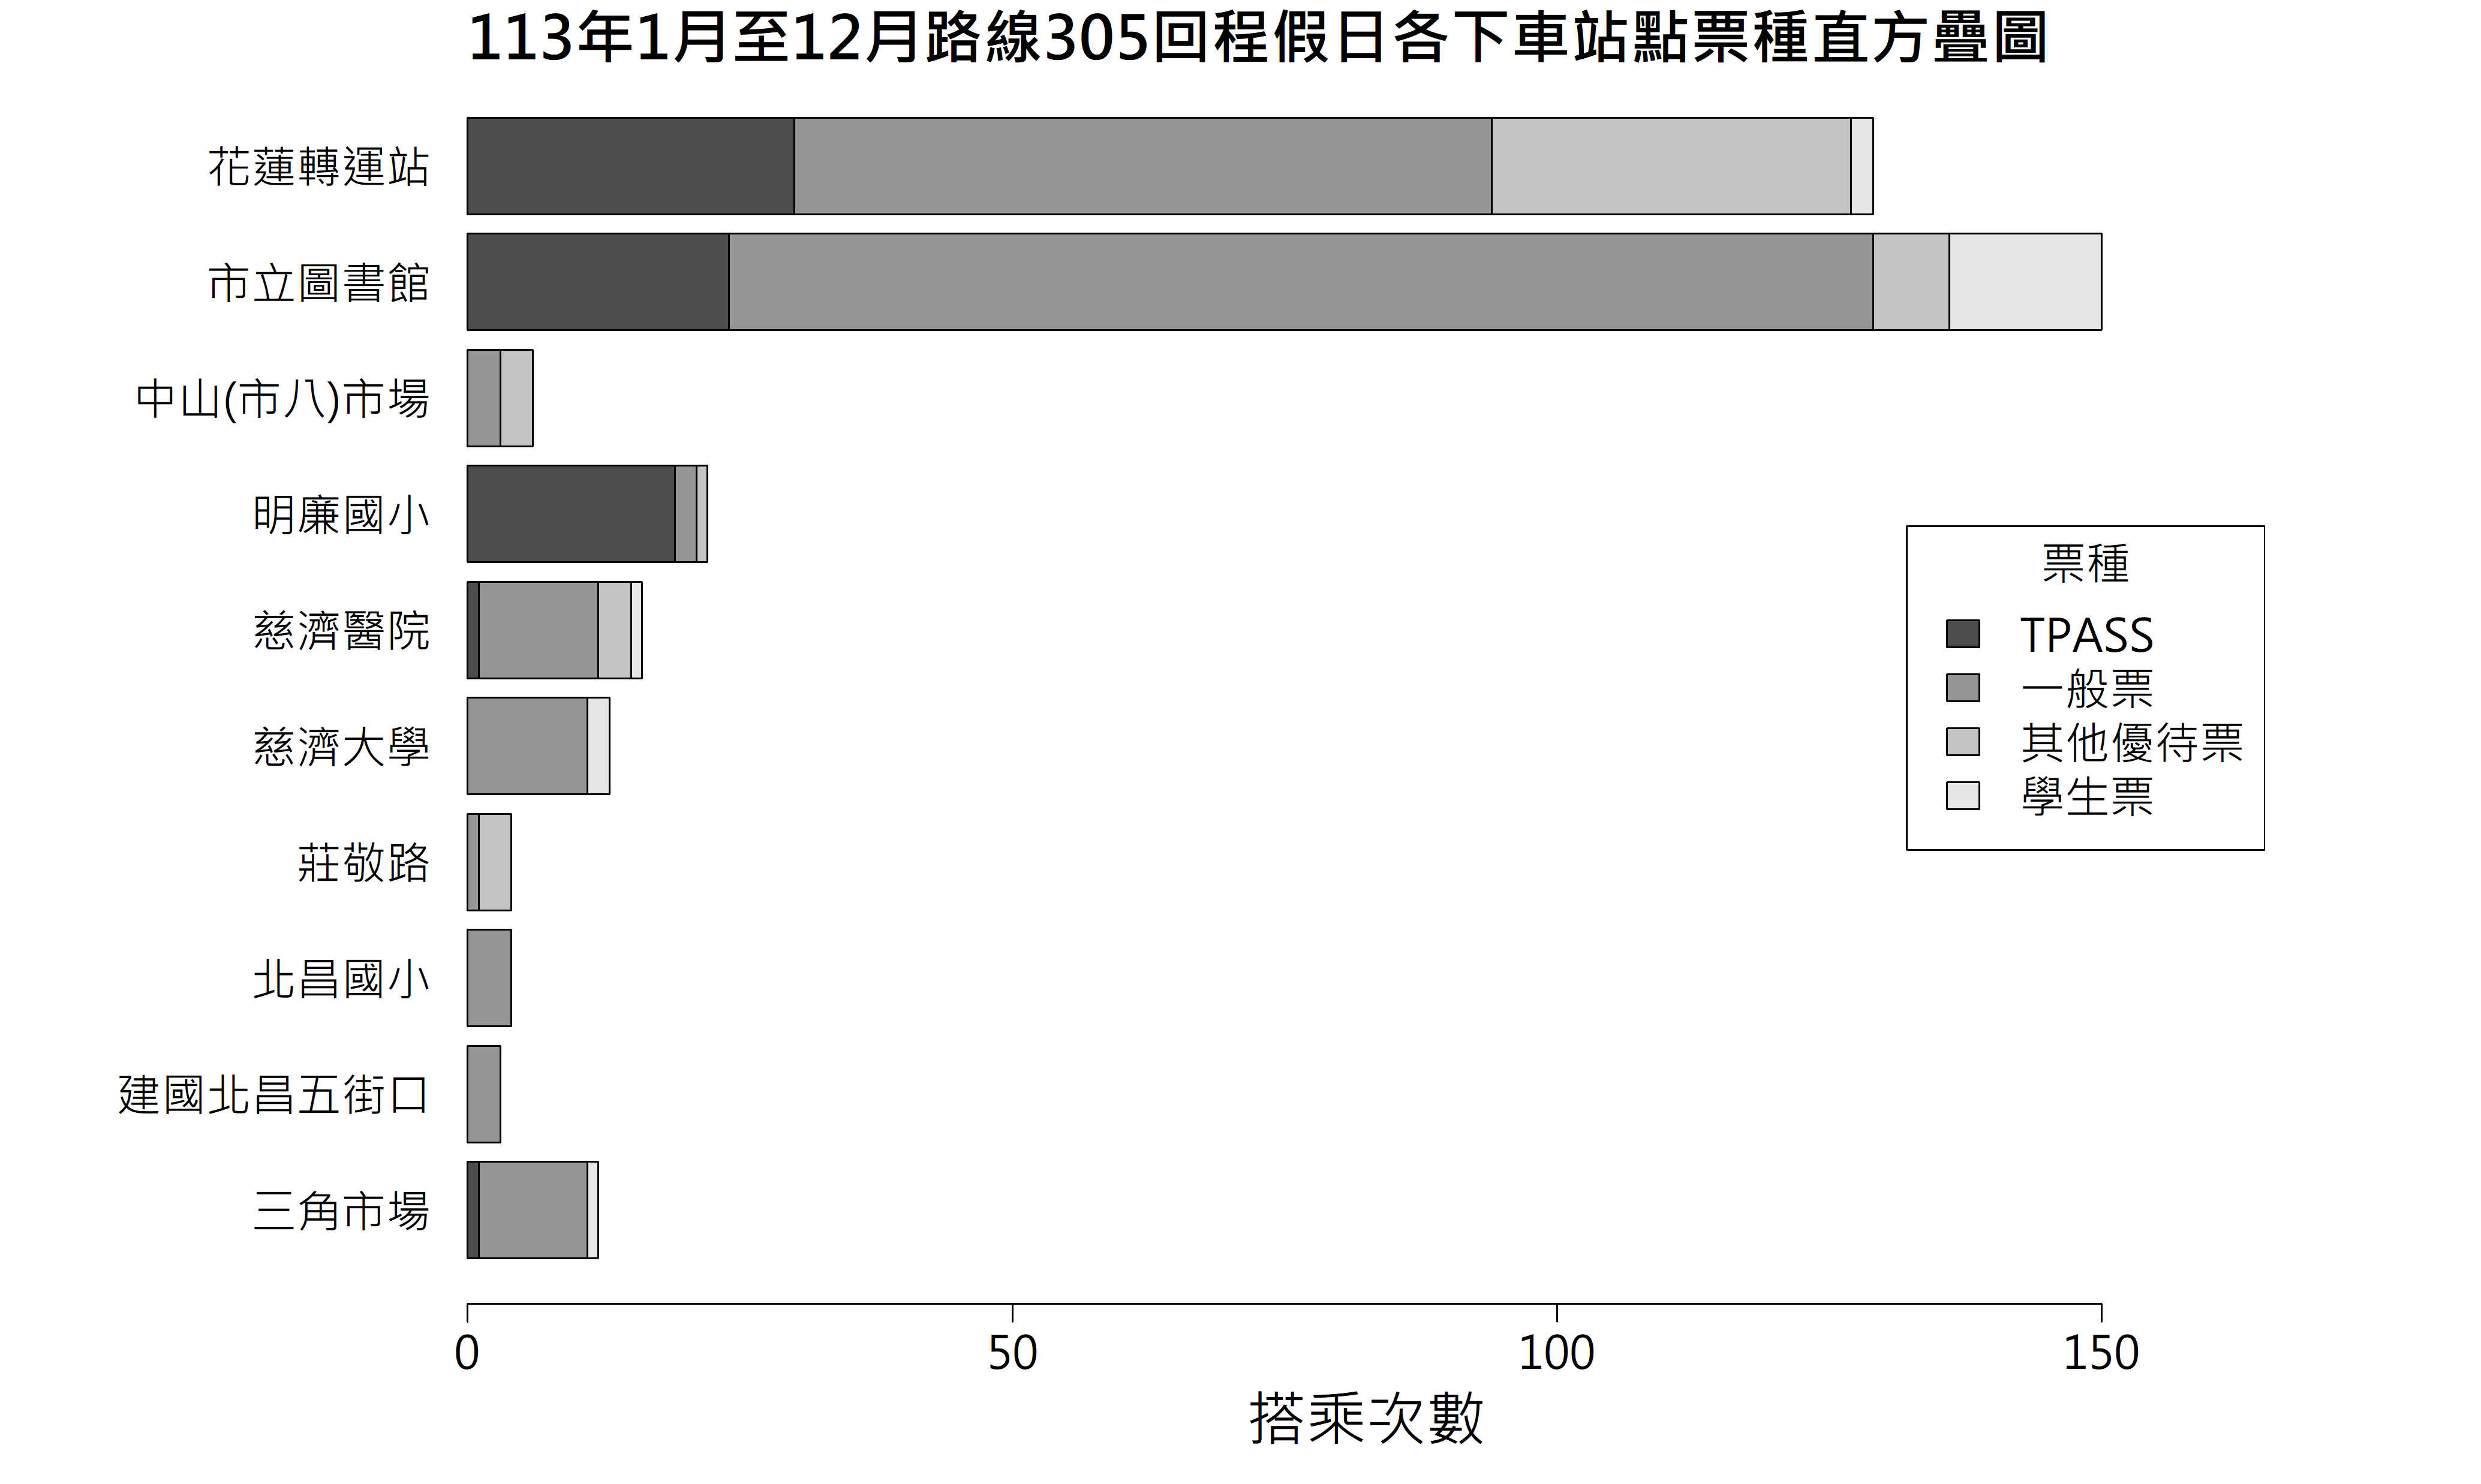 113年1月至12月路線305回程假日各下車站點票種直方疊圖
花蓮轉運站
市立圖書館
中山(市八)市場
明廉國小
慈濟醫院
慈濟大學
莊敬路
北昌國小
建國北昌五街口
三角市場
票種
TPASS
一般票
其他優待票
學生票
0 50 100 150
搭乘次數